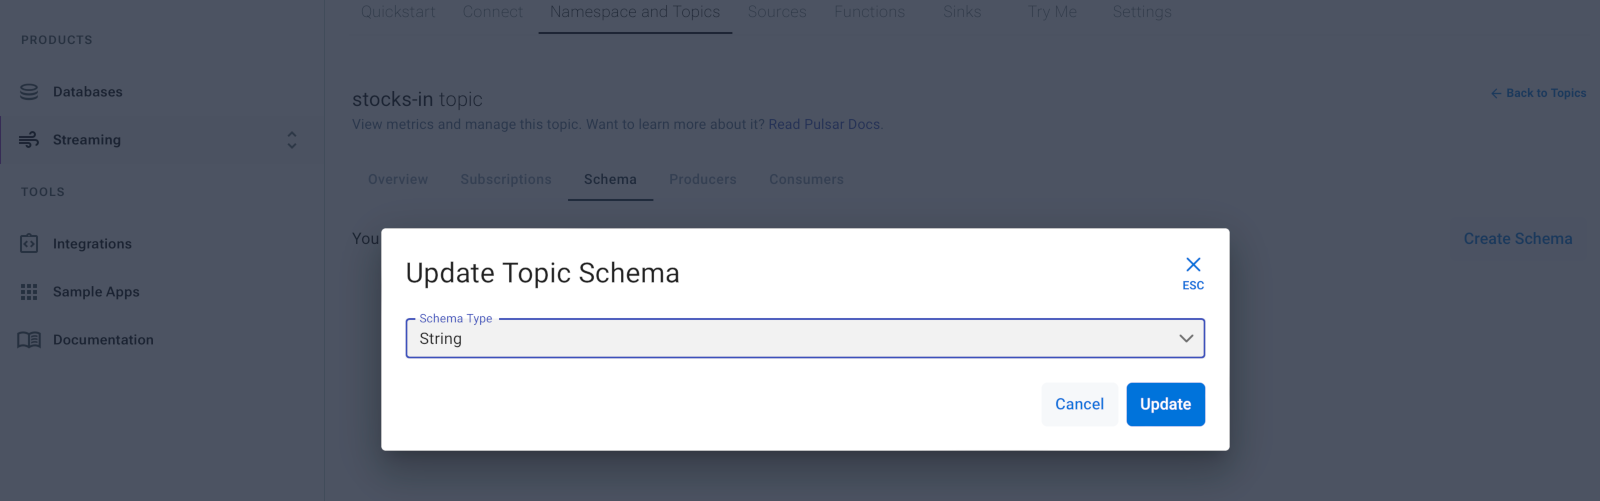 Quickstart Connect Namespace and Topics Sources Functions Sinks Try Me Settings
PRODUCTS
Databases
Streaming
TOOLS
Integrations
Sample Apps
Documentation
stocks-in topic
← Back to Topics
View metrics and manage this topic. Want to learn more about it? Read Pulsar Docs.
Overview Subscriptions Schema Producers Consumers
You
Create Schema
Update Topic Schema
ESC
Schema Type
String
Cancel Update